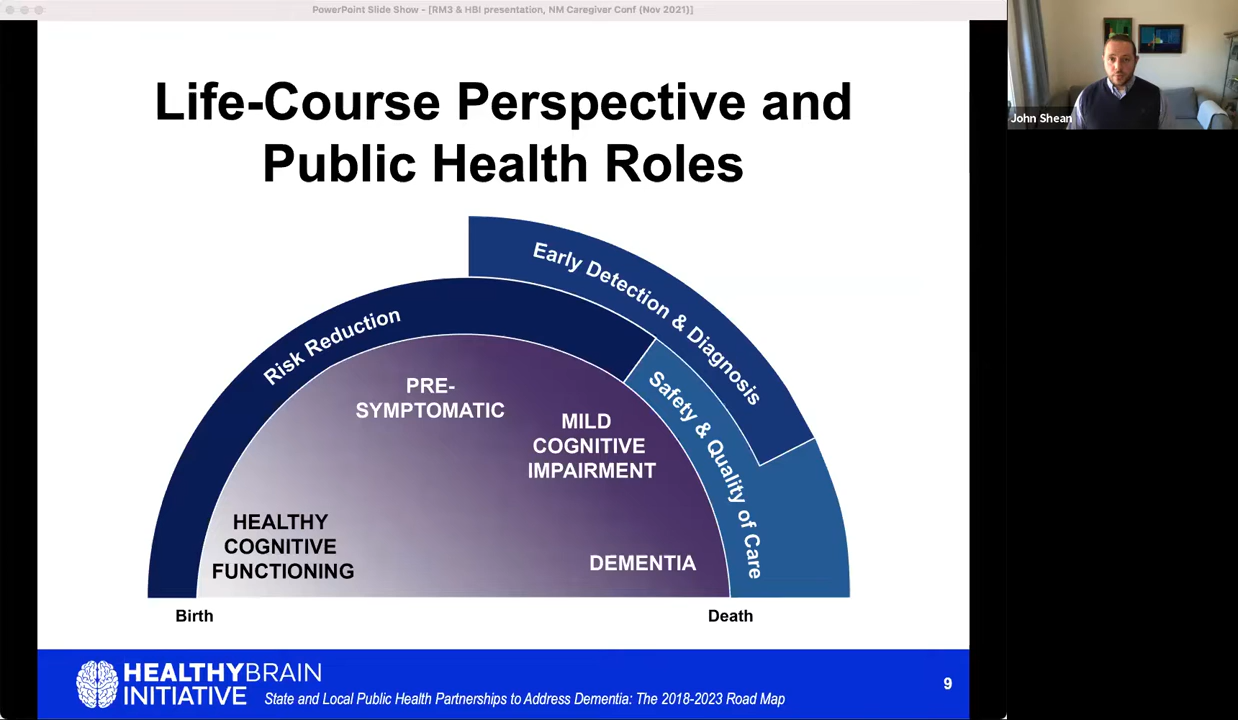 PowerPoint Slide Show - [RM3 & HBI presentation, NM Caregiver Conf (Nov 2021)]
John Shean
Life-Course Perspective and
Public Health Roles
Early Detection & Diagnosis
Risk Reduction
Safety & Quality of Care
PRE-
SYMPTOMATIC
MILD
COGNITIVE
IMPAIRMENT
HEALTHY
COGNITIVE
FUNCTIONING
DEMENTIA
Birth
Death
HEALTHYBRAIN
INITIATIVE
State and Local Public Health Partnerships to Address Dementia: The 2018-2023 Road Map
9